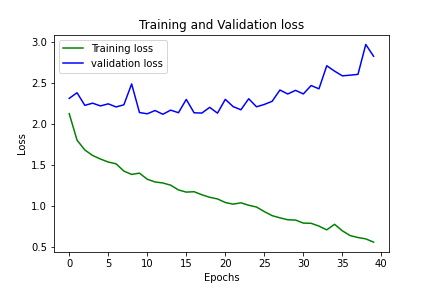 Training and Validation loss
Training loss
validation loss
3.0
2.5
2.0
1.5
1.0
0.5
Loss
0 5 10 15 20 25 30 35 40
Epochs